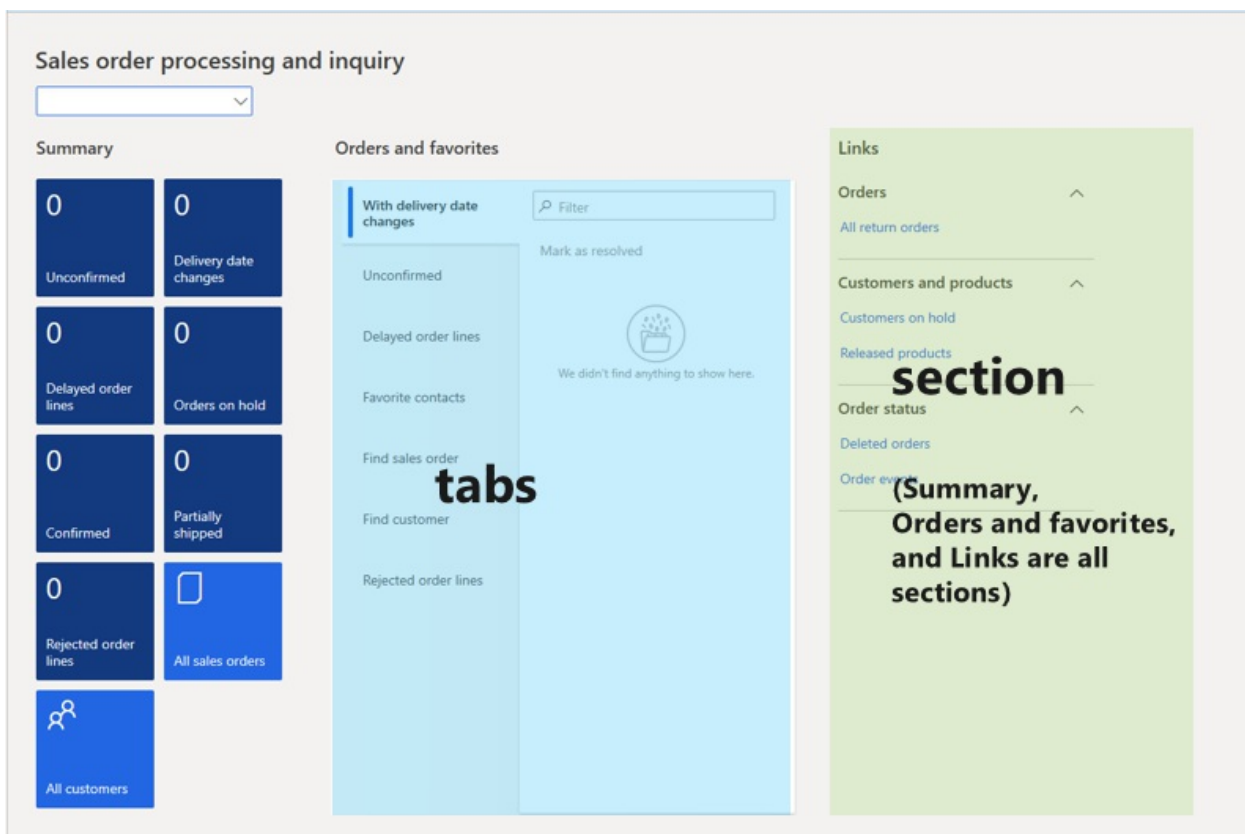 Sales order processing and inquiry
Summary
0
Unconfirmed
0
Delivery date
changes
0
Delayed order
lines
0
Orders on hold
0
Confirmed
0
Partially
shipped
0
Rejected order
lines
All sales orders
All customers
Orders and favorites
With delivery date
changes
Unconfirmed
Delayed order lines
Favorite contacts
Find sales order
Find customer
Rejected order lines
tabs
Filter
Mark as resolved
We didn't find anything to show here.
Links
Orders
All return orders
Customers and products
Customers on hold
Released products
section
Order status
Deleted orders
Order events
(Summary,
Orders and favorites,
and Links are all
sections)